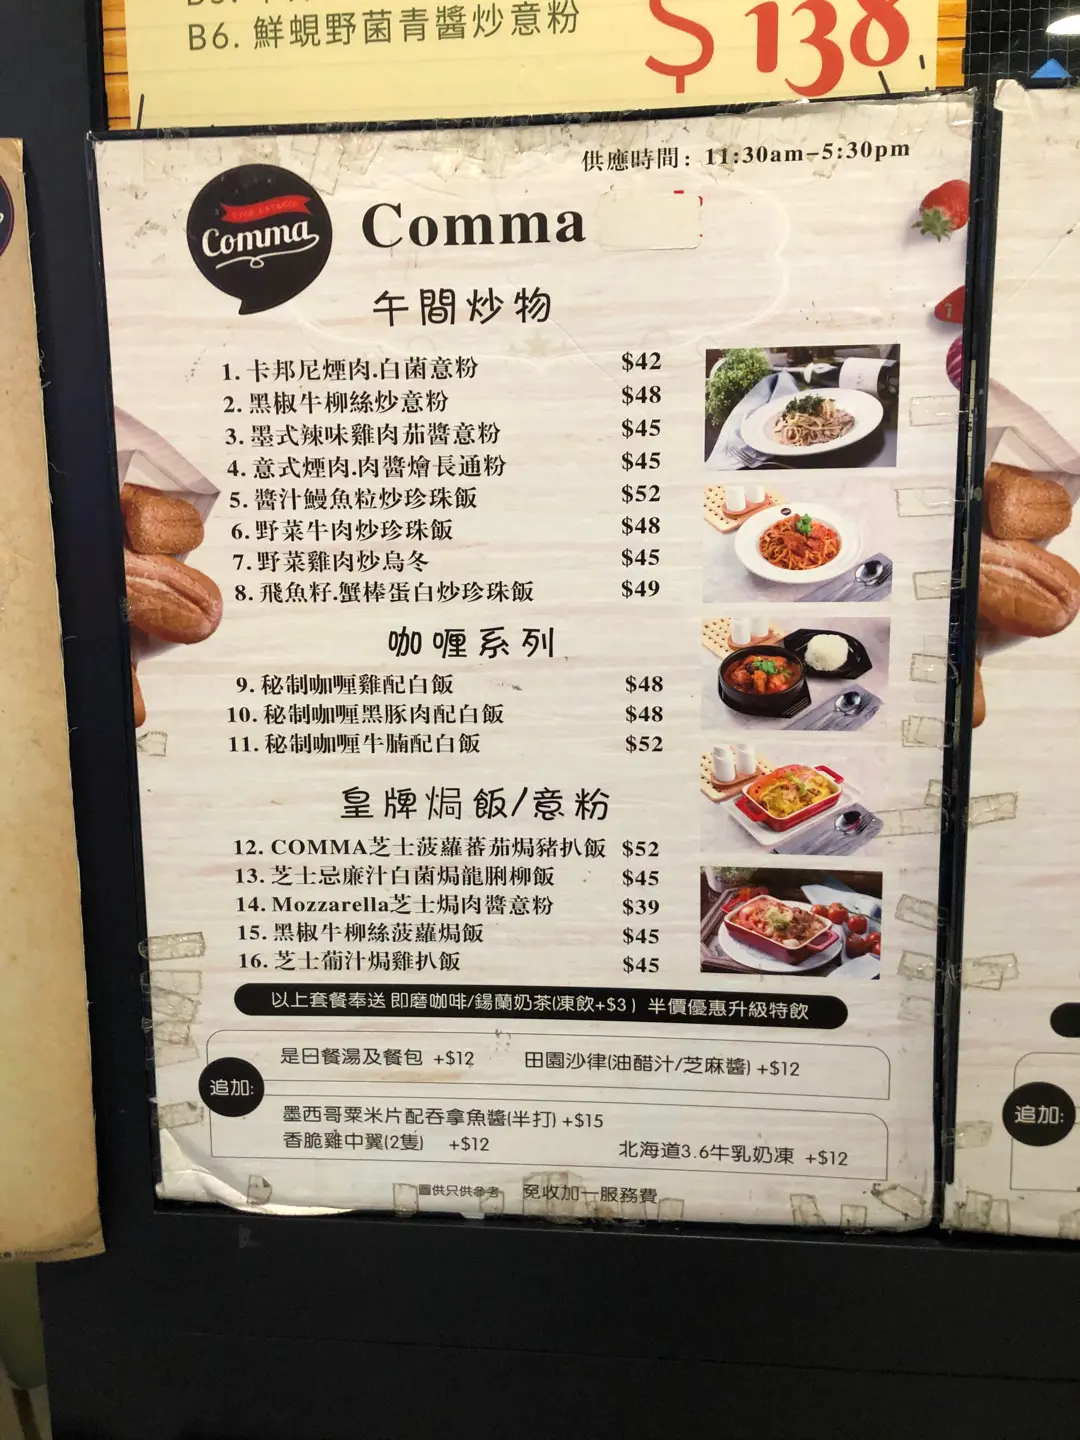 B6. 鮮蜆野菌青醬炒意粉
$138
供應時間: 11:30am-5:30pm
Comma
Comma
午間炒物
1. 卡邦尼煙肉.白菌意粉 $42
2. 黑椒牛柳絲炒意粉 $48
3. 墨式辣味雞肉茄醬意粉 $45
4. 意式煙肉.肉醬燴長通粉 $45
5. 醬汁鰻魚粒炒珍珠飯 $52
6. 野菜牛肉炒珍珠飯 $48
7. 野菜雞肉炒烏冬 $45
8. 飛魚籽.蟹棒蛋白炒珍珠飯 $49
咖喱系列
9. 秘制咖喱雞配白飯 $48
10. 秘制咖喱黑豚肉配白飯 $48
11. 秘制咖喱牛腩配白飯 $52
皇牌焗飯/意粉
12. COMMA芝士菠蘿蕃茄焗豬扒飯 $52
13. 芝士忌廉汁白菌焗龍脷柳飯 $45
14. Mozzarella芝士焗肉醬意粉 $39
15. 黑椒牛柳絲菠蘿焗飯 $45
16. 芝士葡汁焗雞扒飯 $45
以上套餐奉送 即磨咖啡/鍚蘭奶茶(凍飲+$3) 半價優惠升級特飲
追加:
是日餐湯及餐包 +$12 田園沙律(油醋汁/芝麻醬) +$12
墨西哥粟米片配吞拿魚醬(半打) +$15
香脆雞中翼(2隻) +$12 北海道3.6牛乳奶凍 +$12
圖供只供參考 免收加一服務費
追加: